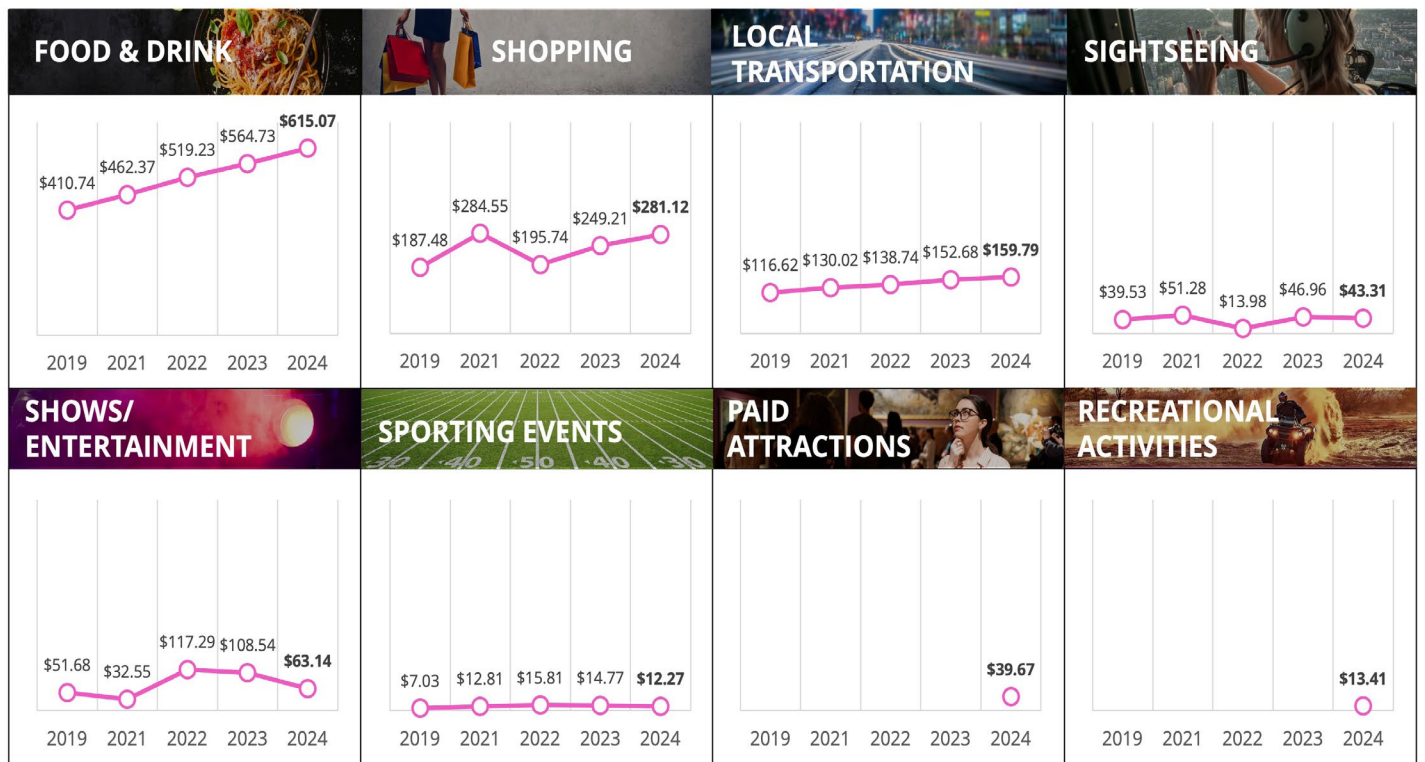 FOOD & DRINK
$410.74 $462.37 $519.23 $564.73 $615.07
2019 2021 2022 2023 2024
SHOPPING
$187.48 $284.55 $195.74 $249.21 $281.12
2019 2021 2022 2023 2024
LOCAL
TRANSPORTATION
$116.62 $130.02 $138.74 $152.68 $159.79
2019 2021 2022 2023 2024
SIGHTSEEING
$39.53 $51.28 $13.98 $46.96 $43.31
2019 2021 2022 2023 2024
SHOWS/
ENTERTAINMENT
$51.68 $32.55 $117.29 $108.54 $63.14
2019 2021 2022 2023 2024
SPORTING EVENTS
30 40 50 40 30
$7.03 $12.81 $15.81 $14.77 $12.27
2019 2021 2022 2023 2024
PAID
ATTRACTIONS
$39.67
2019 2021 2022 2023 2024
RECREATIONAL
ACTIVITIES
$13.41
2019 2021 2022 2023 2024